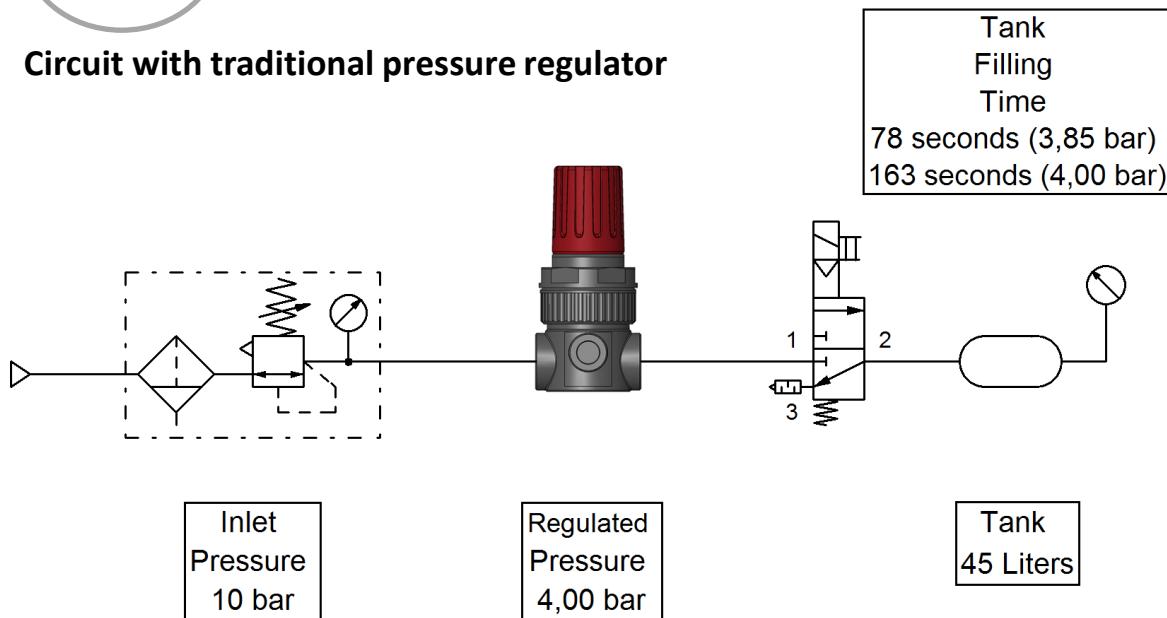 Circuit with traditional pressure regulator
Tank
Filling
Time
78 seconds (3,85 bar)
163 seconds (4,00 bar)
1
2
3
Inlet
Pressure
10 bar
Regulated
Pressure
4,00 bar
Tank
45 Liters